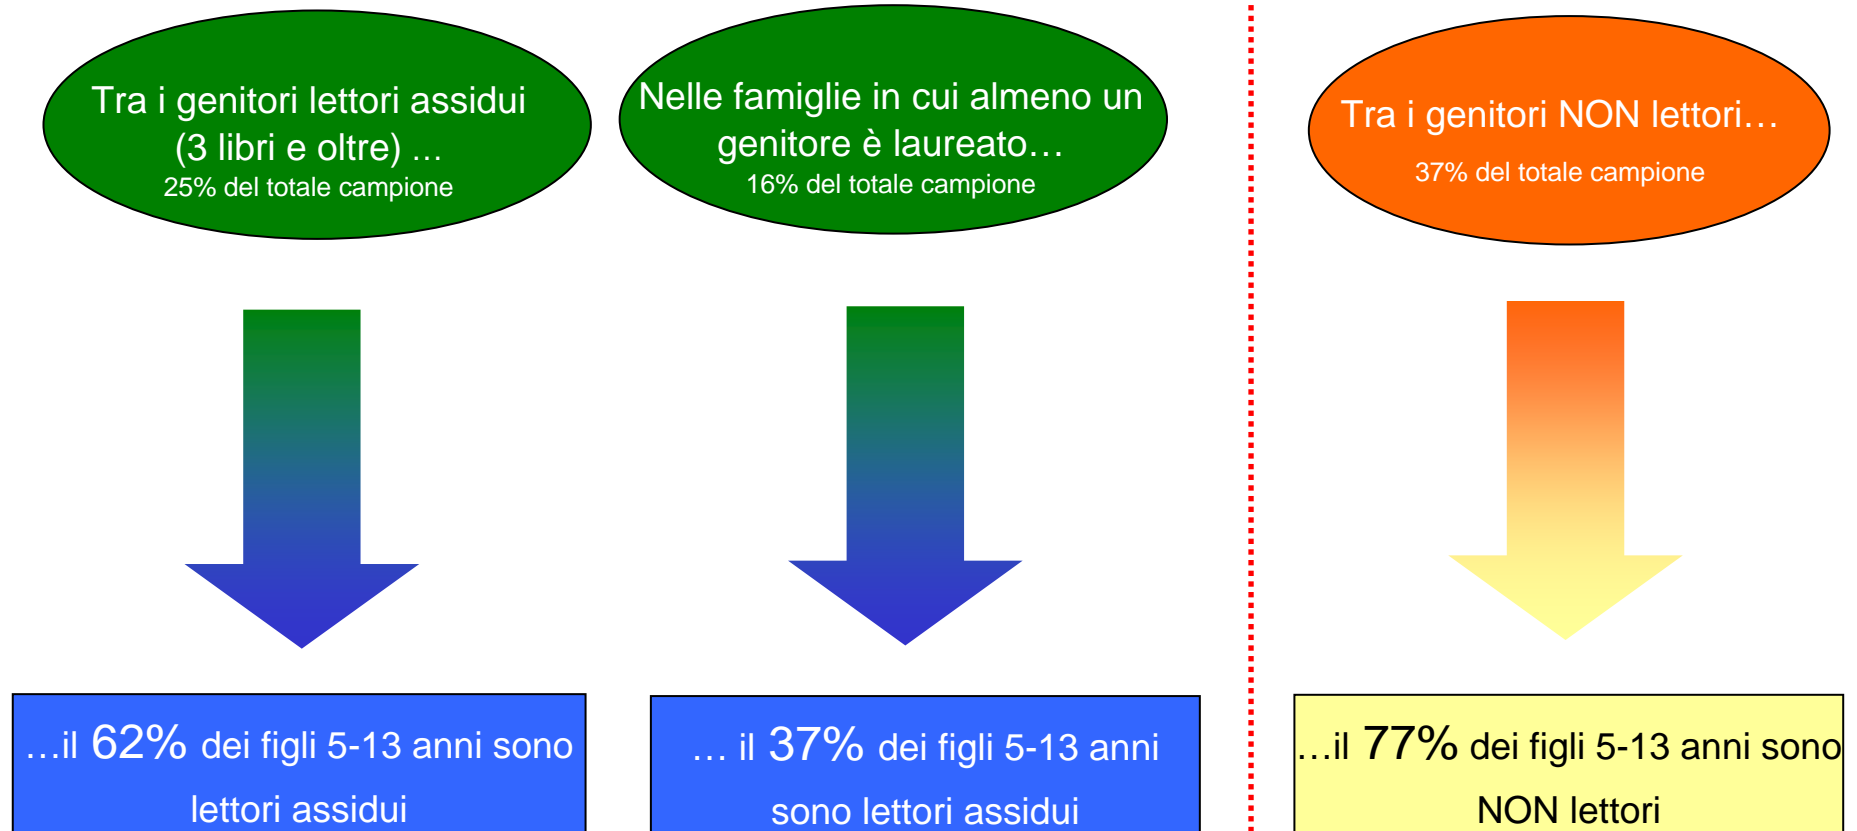 Tra i genitori lettori assidui
(3 libri e oltre) …
25% del totale campione
…il 62% dei figli 5-13 anni sono
lettori assidui
Nelle famiglie in cui almeno un
genitore è laureato…
16% del totale campione
… il 37% dei figli 5-13 anni
sono lettori assidui
Tra i genitori NON lettori…
37% del totale campione
…il 77% dei figli 5-13 anni sono
NON lettori